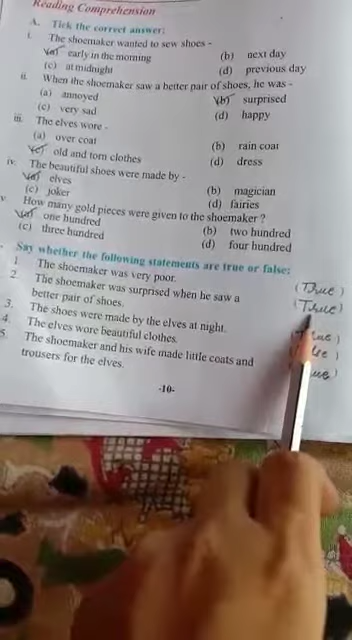 Reading Comprehension
A. Tick the correct answer:
i. The shoemaker wanted to sew shoes -
(a) early in the morning (b) next day
(c) at midnight (d) previous day
ii. When the shoemaker saw a better pair of shoes, he was -
(a) annoyed (b) surprised
(c) very sad (d) happy
iii. The elves wore -
(a) over coat (b) rain coat
(c) old and torn clothes (d) dress
iv. The beautiful shoes were made by -
(a) elves (b) magician
(c) joker (d) fairies
v. How many gold pieces were given to the shoemaker ?
(a) one hundred (b) two hundred
(c) three hundred (d) four hundred
Say whether the following statements are true or false:
1. The shoemaker was very poor. (True)
2. The shoemaker was surprised when he saw a
better pair of shoes. (True)
3. The shoes were made by the elves at night.
4. The elves wore beautiful clothes.
5. The shoemaker and his wife made little coats and
trousers for the elves.
-10-